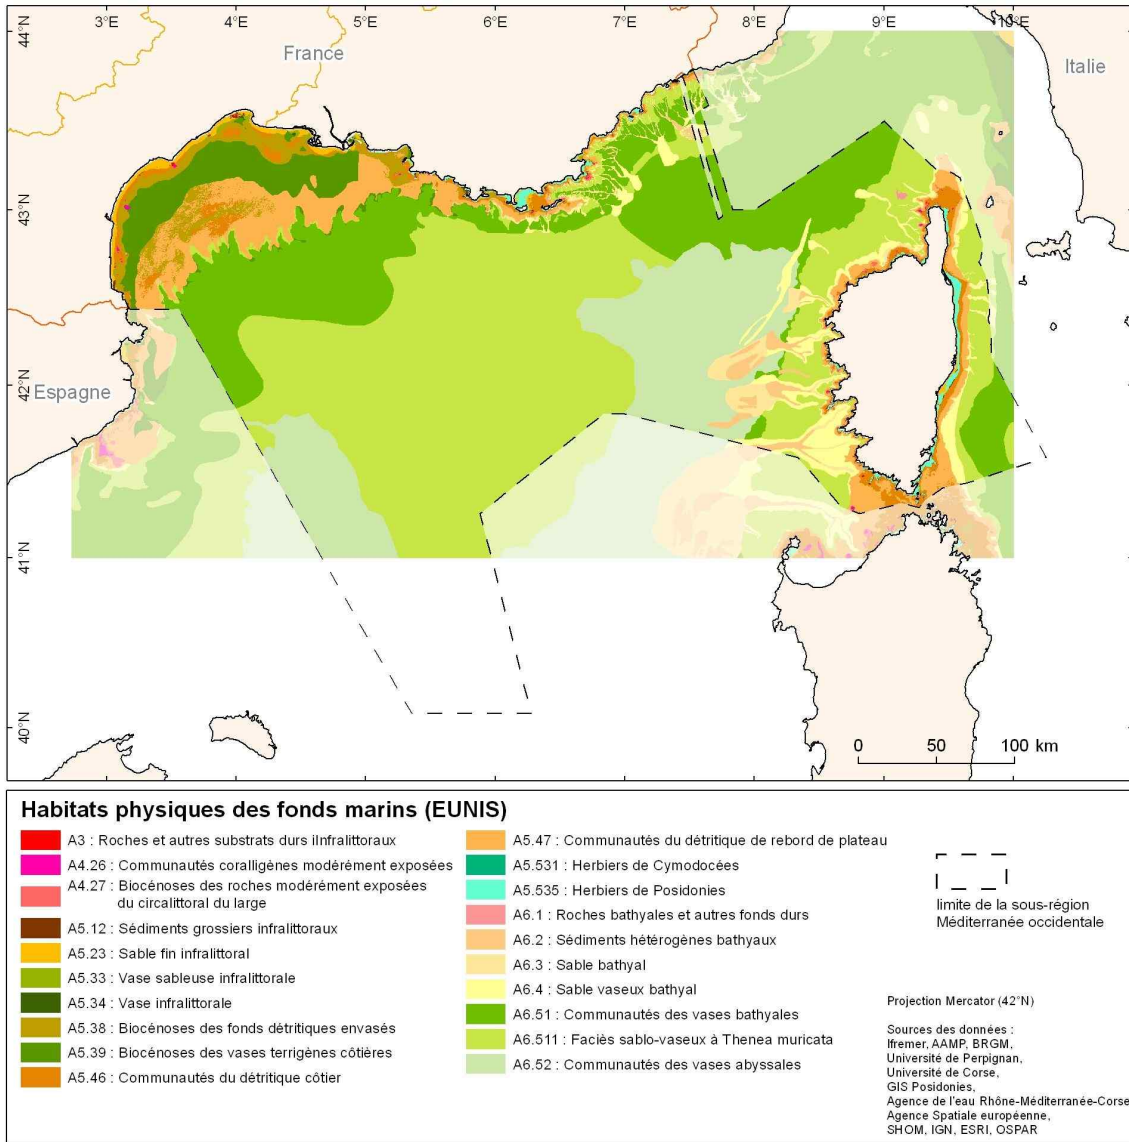 3°E 4°E 5°E 6°E 7°E 8°E 9°E 10°E
44°N
France
Italie
43°N
42°N
Espagne
41°N
40°N
0 50 100 km
Habitats physiques des fonds marins (EUNIS)
A3 : Roches et autres substrats durs iInfralittoraux
A4.26 : Communautés coralligènes modérément exposées
A4.27 : Biocénoses des roches modérément exposées
du circalittoral du large
A5.12 : Sédiments grossiers infralittoraux
A5.23 : Sable fin infralittoral
A5.33 : Vase sableuse infralittorale
A5.34 : Vase infralittorale
A5.38 : Biocénoses des fonds détritiques envasés
A5.39 : Biocénoses des vases terrigènes côtières
A5.46 : Communautés du détritique côtier
A5.47 : Communautés du détritique de rebord de plateau
A5.531 : Herbiers de Cymodocées
A5.535 : Herbiers de Posidonies
A6.1 : Roches bathyales et autres fonds durs
A6.2 : Sédiments hétérogènes bathyaux
A6.3 : Sable bathyal
A6.4 : Sable vaseux bathyal
A6.51 : Communautés des vases bathyales
A6.511 : Faciès sablo-vaseux à Thenea muricata
A6.52 : Communautés des vases abyssales
limite de la sous-région
Méditerranée occidentale
Projection Mercator (42°N)
Sources des données :
Ifremer, AAMP, BRGM,
Université de Perpignan,
Université de Corse,
GIS Posidonies,
Agence de l'eau Rhône-Méditerranée-Corse
Agence Spatiale européenne,
SHOM, IGN, ESRI, OSPAR